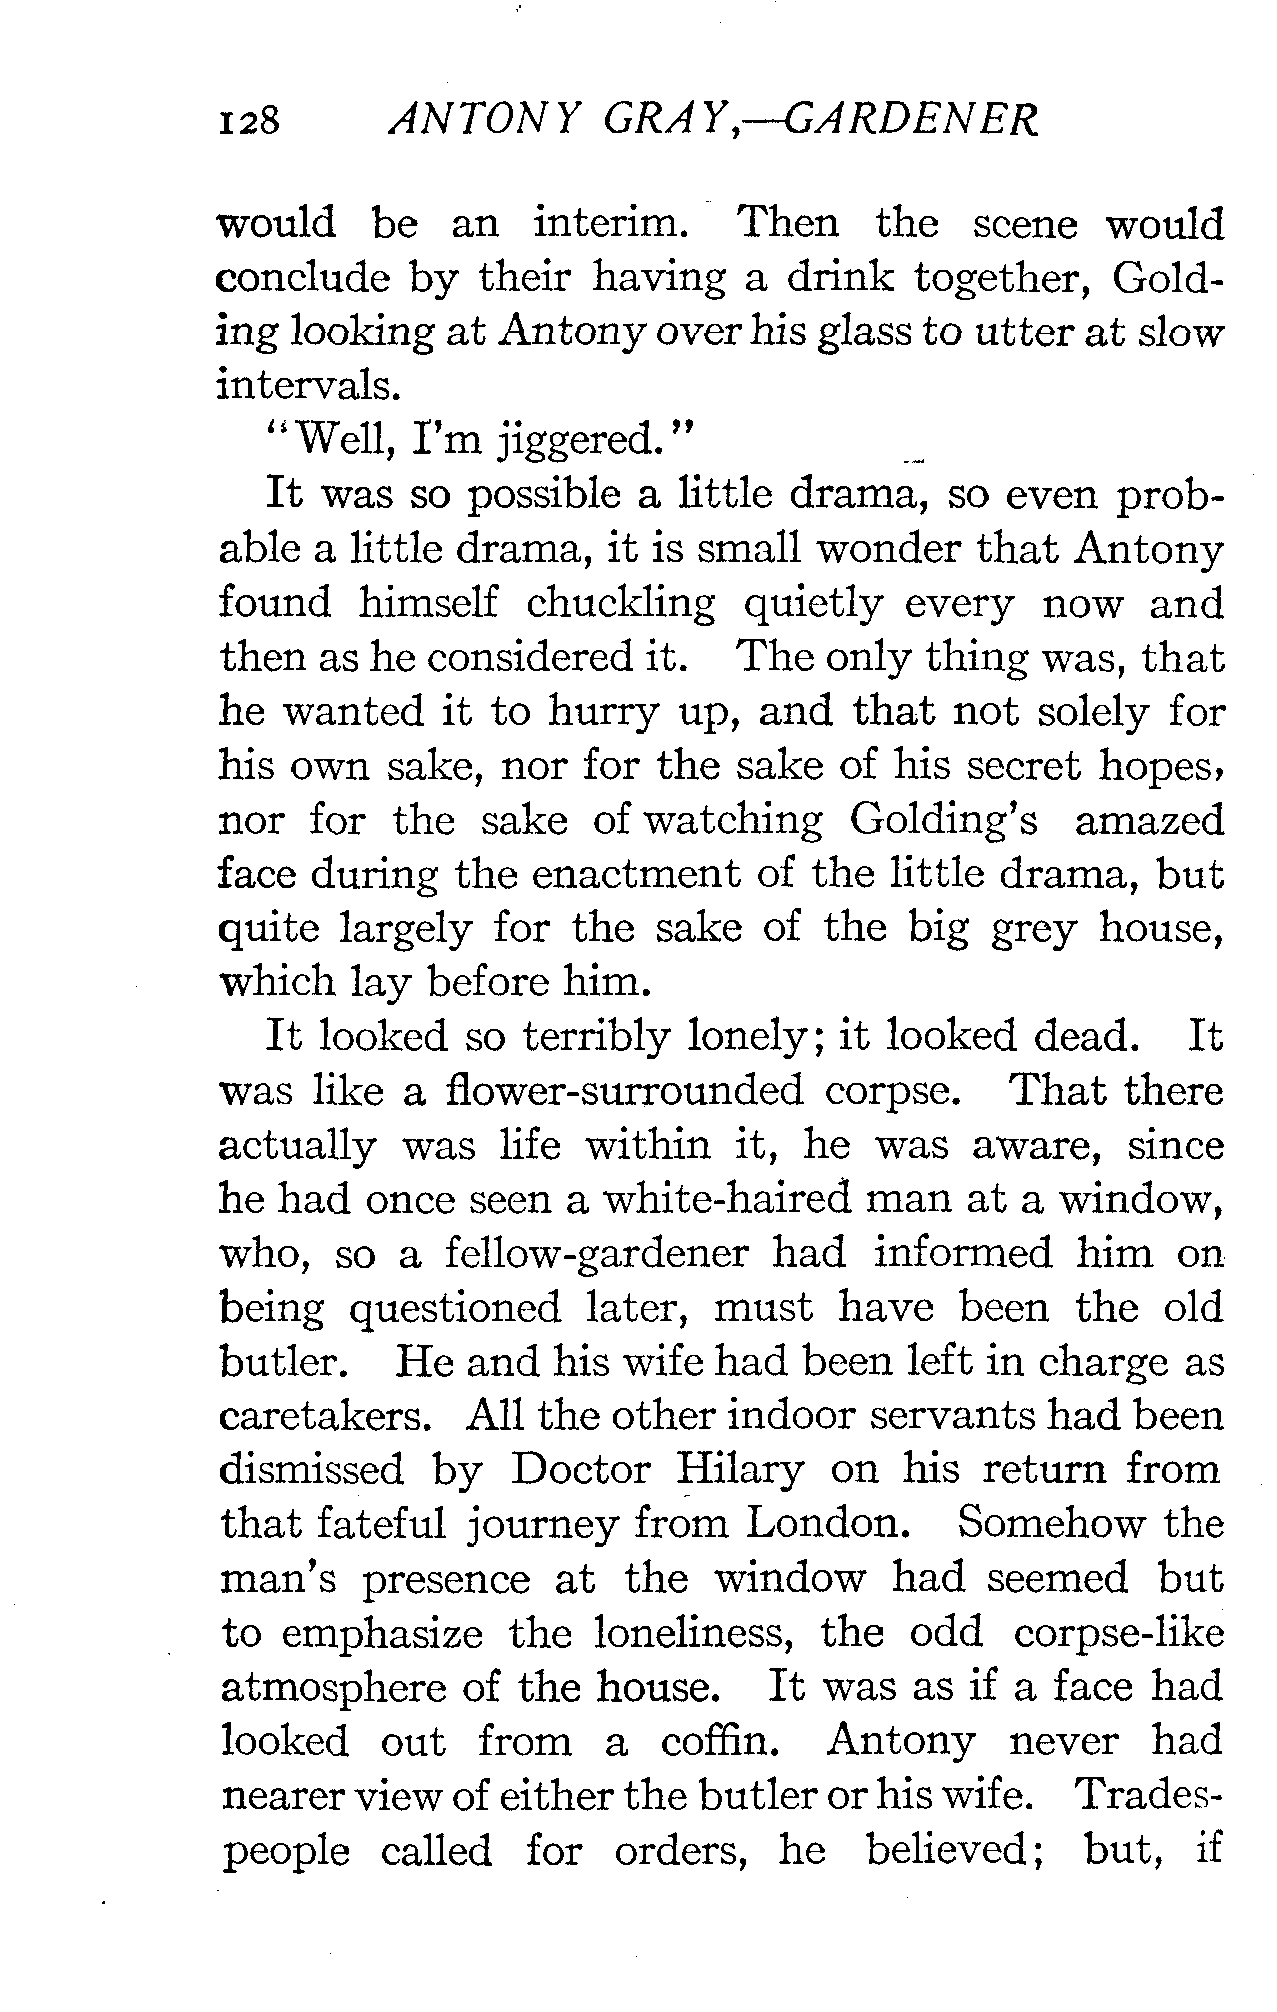 128 ANTONY GRAY,—GARDENER
would be an interim. Then the scene would
conclude by their having a drink together, Gold-
ing looking at Antony over his glass to utter at slow
intervals.
"Well, I'm jiggered."
It was so possible a little drama, so even prob-
able a little drama, it is small wonder that Antony
found himself chuckling quietly every now and
then as he considered it. The only thing was, that
he wanted it to hurry up, and that not solely for
his own sake, nor for the sake of his secret hopes,
nor for the sake of watching Golding's amazed
face during the enactment of the little drama, but
quite largely for the sake of the big grey house,
which lay before him.
It looked so terribly lonely; it looked dead. It
was like a flower-surrounded corpse. That there
actually was life within it, he was aware, since
he had once seen a white-haired man at a window,
who, so a fellow-gardener had informed him on
being questioned later, must have been the old
butler. He and his wife had been left in charge as
caretakers. All the other indoor servants had been
dismissed by Doctor Hilary on his return from
that fateful journey from London. Somehow the
man's presence at the window had seemed but
to emphasize the loneliness, the odd corpse-like
atmosphere of the house. It was as if a face had
looked out from a coffin. Antony never had
nearer view of either the butler or his wife. Trades-
people called for orders, he believed; but, if